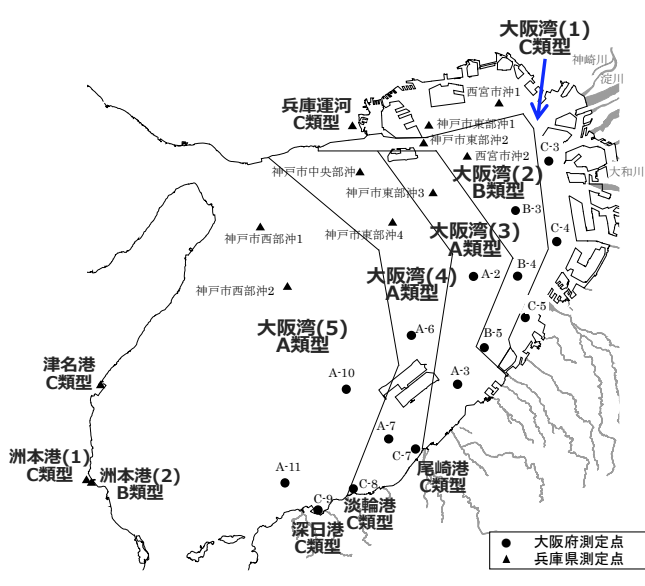 大阪湾(1)
C類型
神崎川
淀川
西宮市沖1
兵庫運河
C類型
神戸市東部沖1
神戸市東部沖2
西宮市沖2
C-3
大和川
神戸市中央部沖
大阪湾(2)
B類型
神戸市東部沖3
B-3
神戸市西部沖1
神戸市東部沖4
大阪湾(3)
A類型
C-4
大阪湾(4)
A類型
A-2
B-4
神戸市西部沖2
C-5
大阪湾(5)
A類型
A-6
B-5
津名港
C類型
A-10
A-3
A-7
C-7
洲本港(1)
C類型
洲本港(2)
B類型
A-11
尾崎港
C類型
C-8
淡輪港
C類型
C-9
深日港
C類型
大阪府測定点
兵庫県測定点